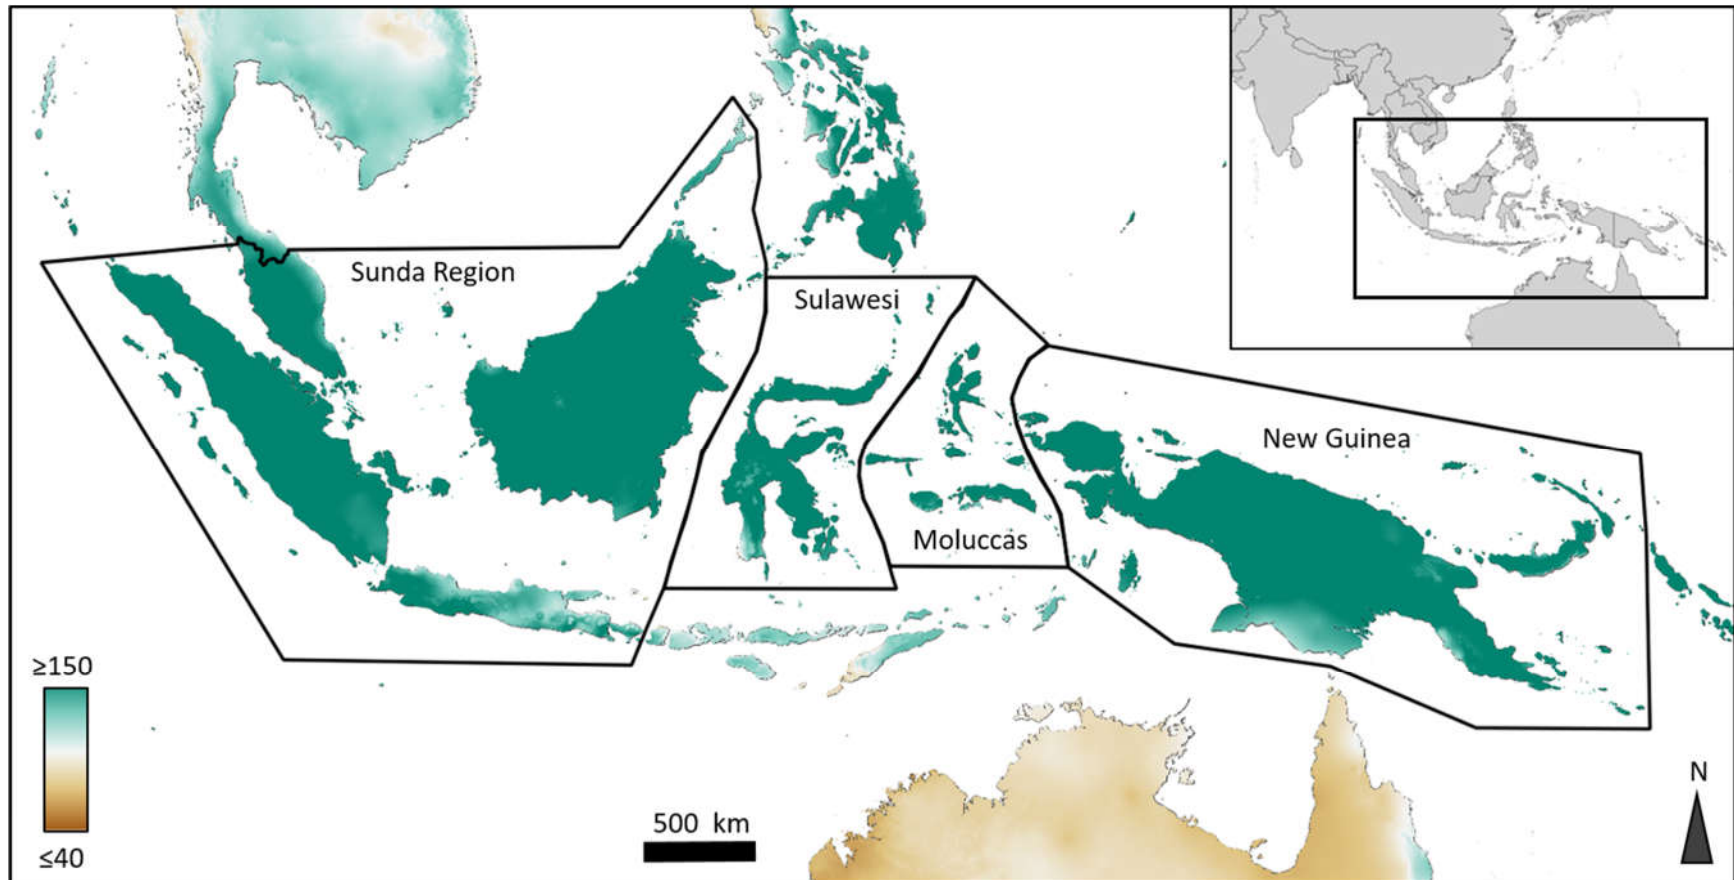 Sunda Region
Sulawesi
New Guinea
Moluccas
≥150
≤40
500 km
N